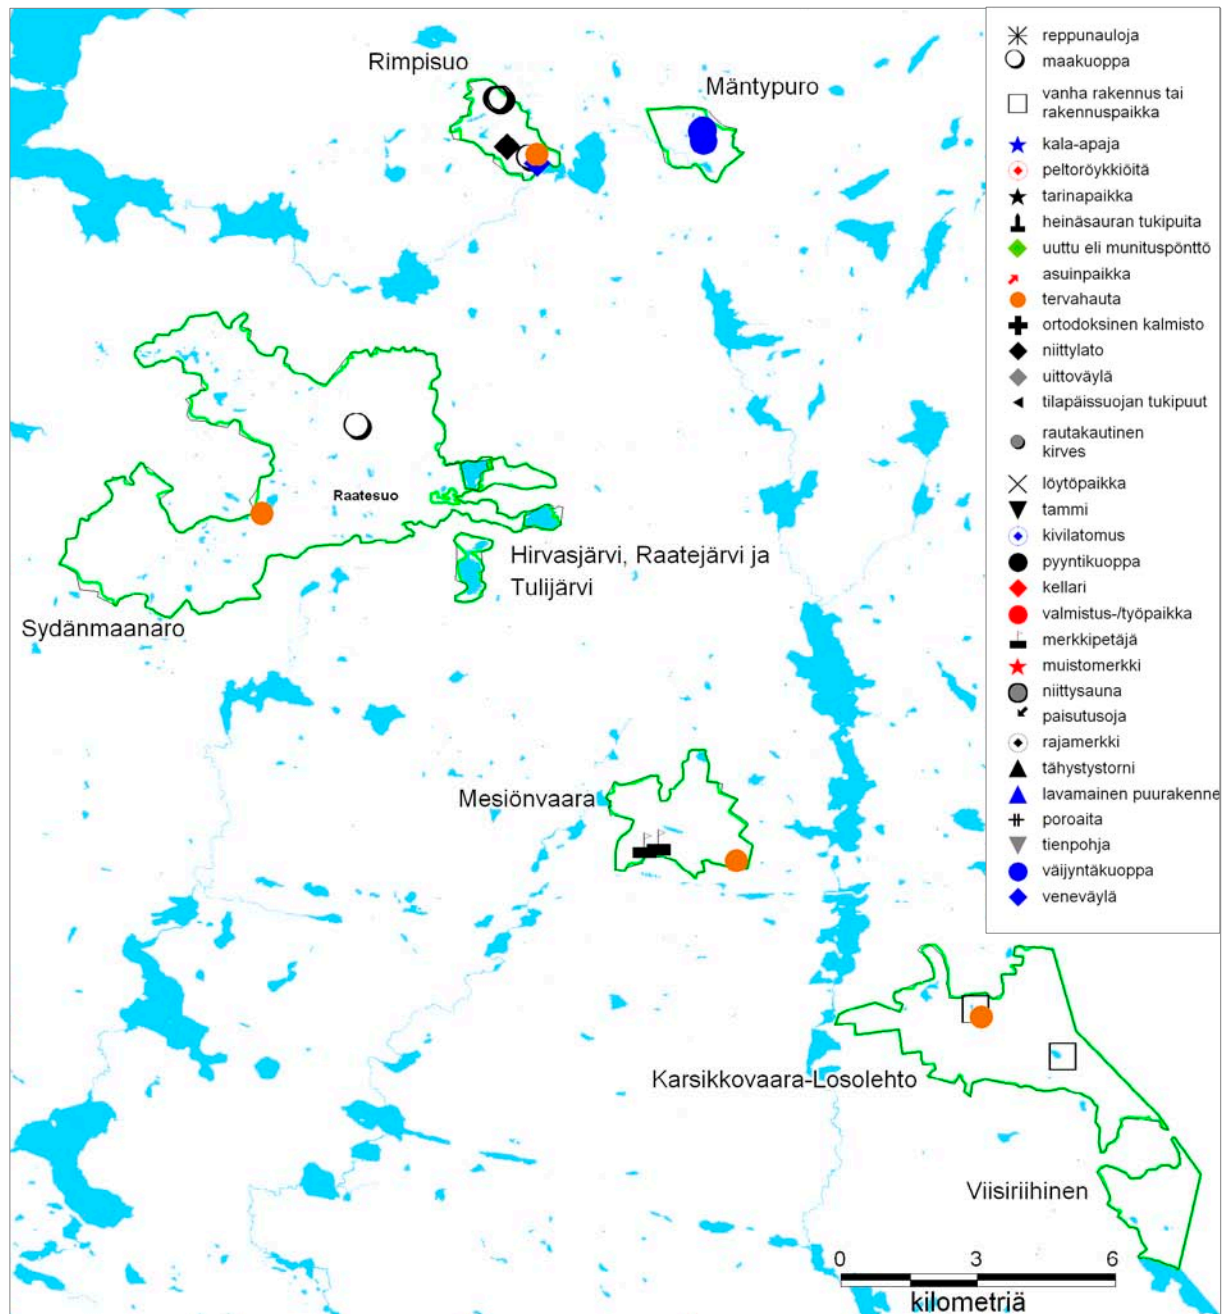 Rimpisuo
Mäntypuro
Raatesuo
Hirvasjärvi, Raatejärvi ja
Tulijärvi
Sydänmaanaro
Mesiönvaara
Karsikkovaara-Losolehto
Viisiriihinen
0 3 6
kilometriä
reppunauloja
maakuoppa
vanha rakennus tai
rakennuspaikka
kala-apaja
peltoröykkiöitä
tarinapaikka
heinäsauran tukipuita
uuttu eli munituspönttö
asuinpaikka
tervahauta
ortodoksinen kalmisto
niittylato
uittoväylä
tilapäissuojan tukipuut
rautakautinen
kirves
löytöpaikka
tammi
kivilatomus
pyyntikuoppa
kellari
valmistus-/työpaikka
merkkipetäjä
muistomerkki
niittysauna
paisutusoja
rajamerkki
tähystystorni
lavamainen puurakenne
poroaita
tienpohja
väijyntäkuoppa
veneväylä